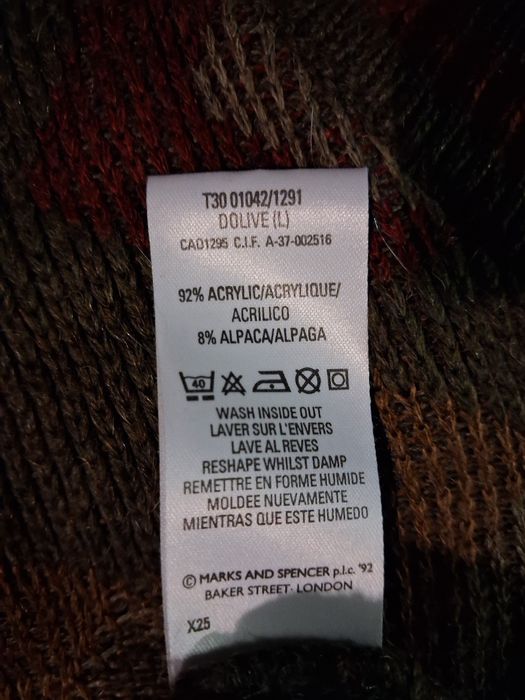 T30 01042/1291
DOLIVE (L)
CAD1295 C.I.F. A-37-002516
92% ACRYLIC/ACRYLIQUE/
ACRILICO
8% ALPACA/ALPAGA
40
WASH INSIDE OUT
LAVER SUR L'ENVERS
LAVE AL REVES
RESHAPE WHILST DAMP
REMETTRE EN FORME HUMIDE
MOLDEE NUEVAMENTE
MIENTRAS QUE ESTE HUMEDO
© MARKS AND SPENCER p.l.c. '92
BAKER STREET· LONDON
X25